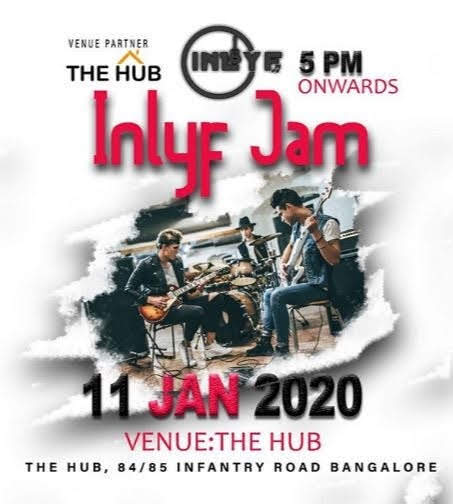 VENUE PARTNER
THE HUB
INLYF
5 PM
ONWARDS
Inlyf Jam
11 JAN 2020
VENUE:THE HUB
THE HUB, 84/85 INFANTRY ROAD BANGALORE